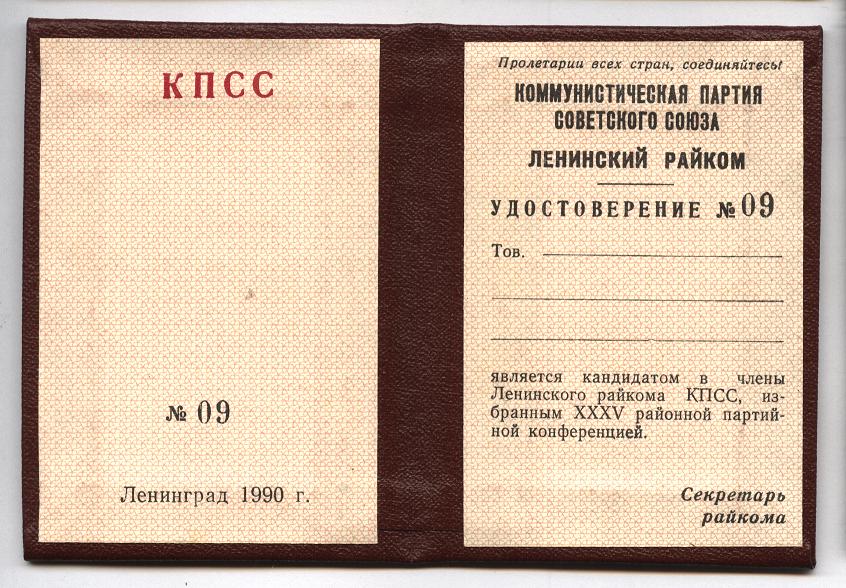 КПСС
№ 09
Ленинград 1990 г.
Пролетарии всех стран, соединяйтесь!
КОММУНИСТИЧЕСКАЯ ПАРТИЯ
СОВЕТСКОГО СОЮЗА
ЛЕНИНСКИЙ РАЙКОМ
УДОСТОВЕРЕНИЕ № 09
Тов.
является кандидатом в члены
Ленинского райкома КПСС, из-
бранным XXXV районной партий-
ной конференцией.
Секретарь
райкома